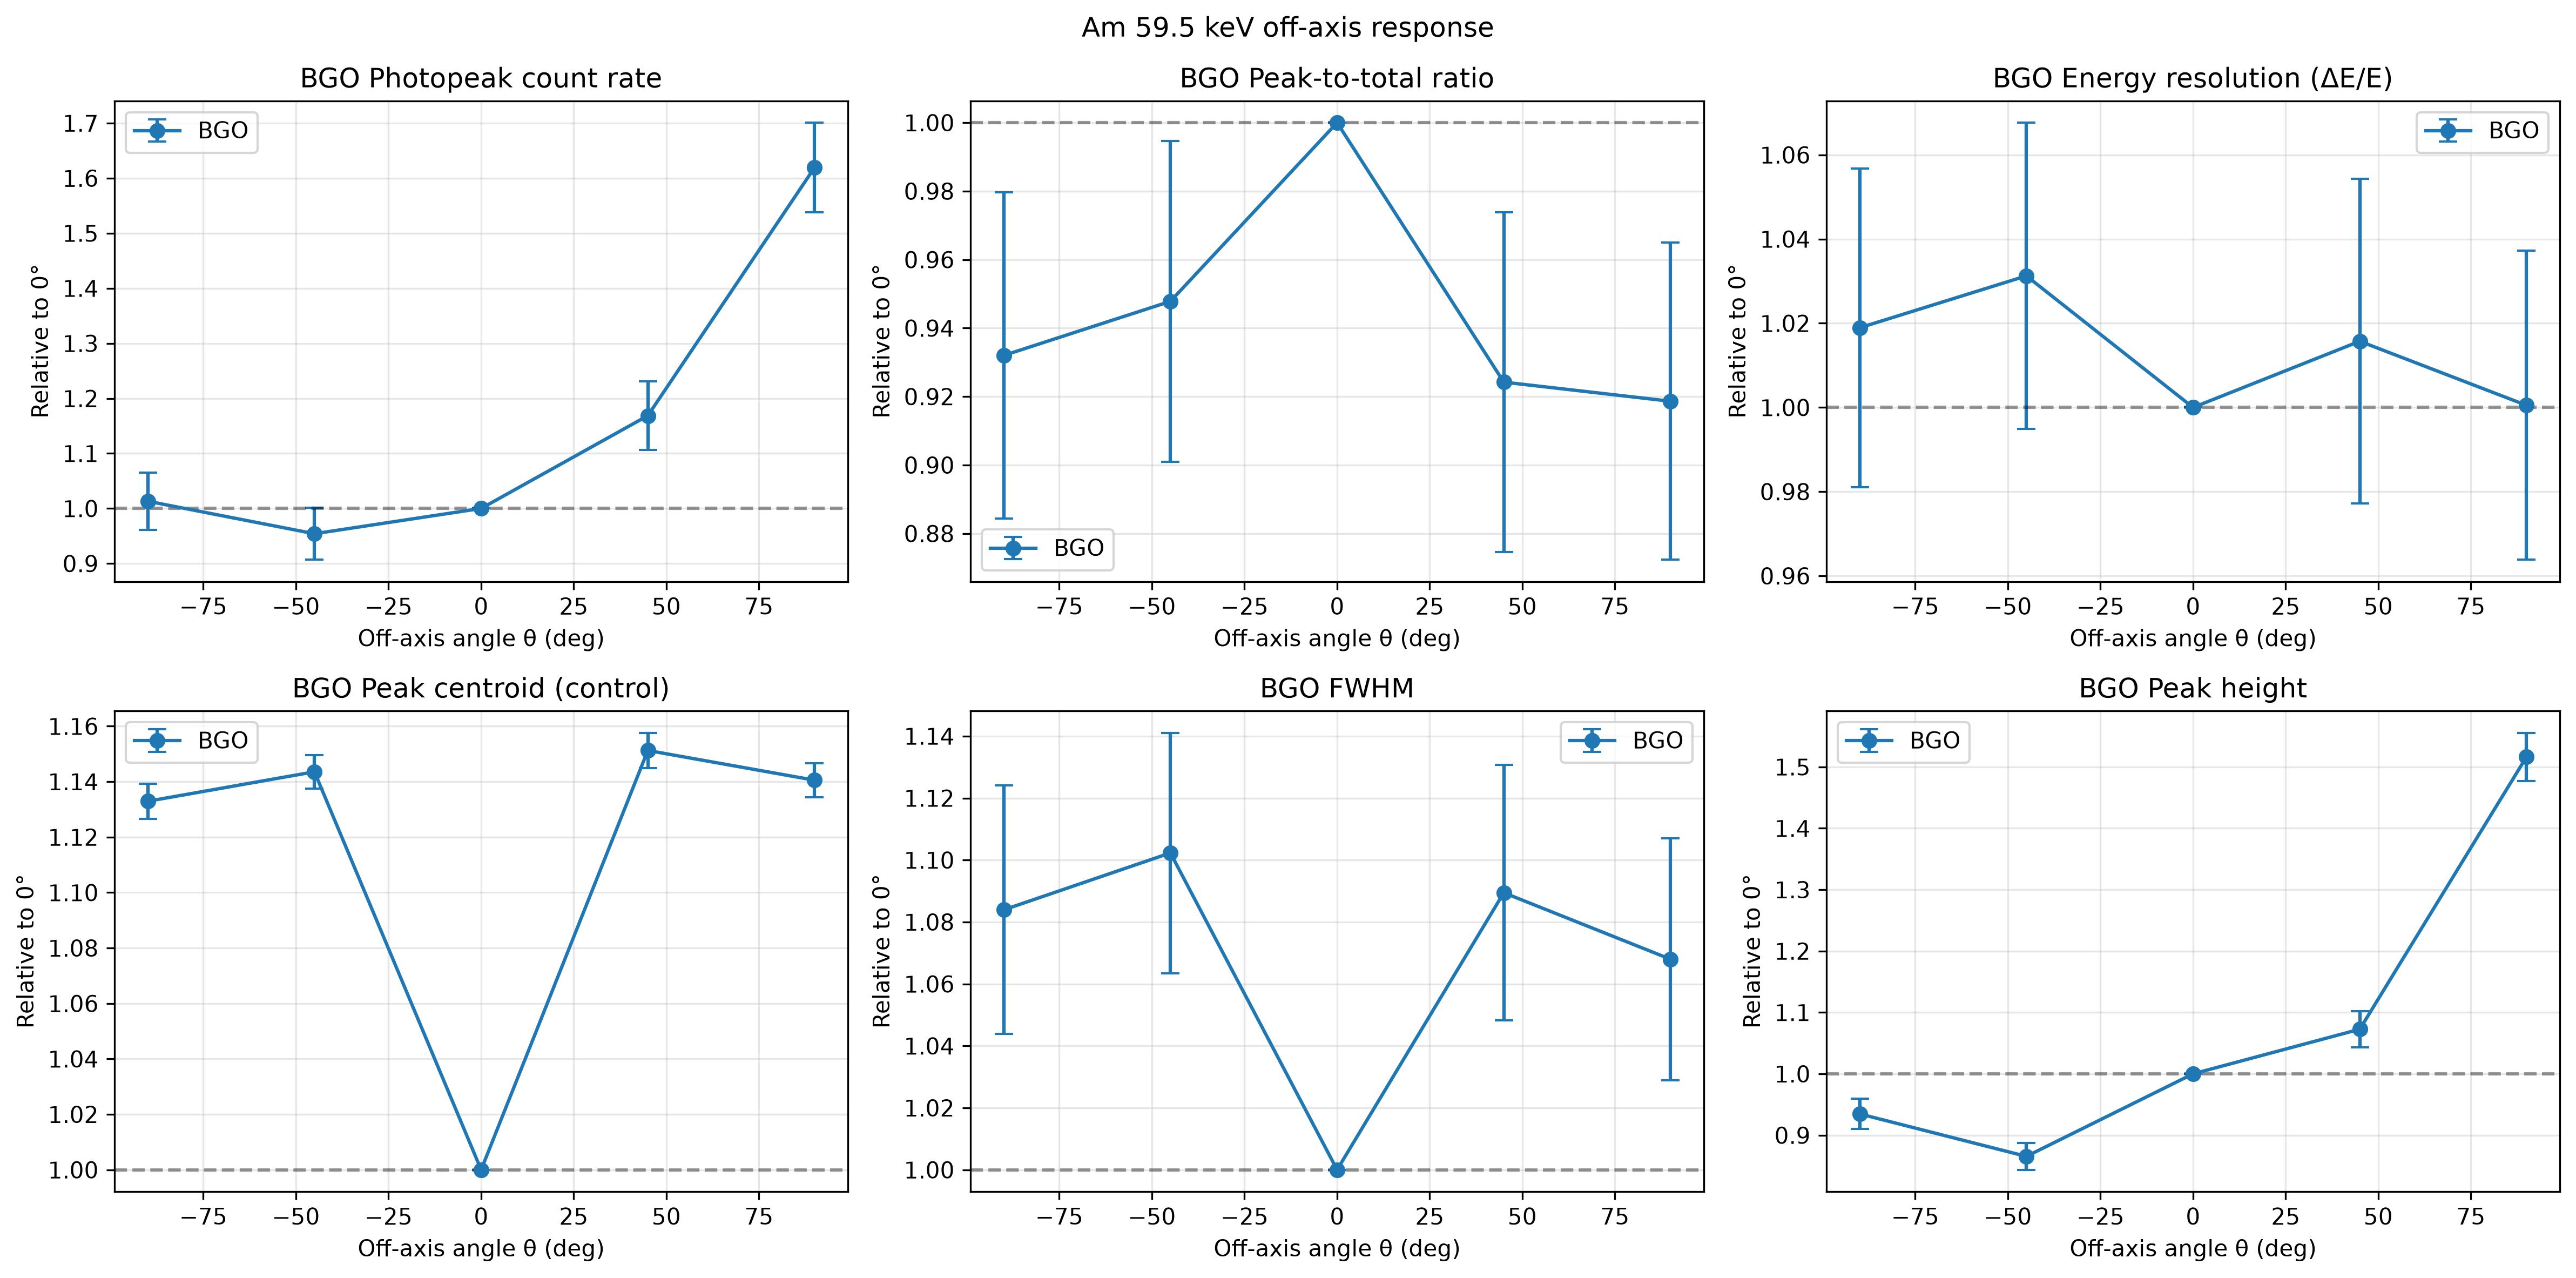 Am 59.5 keV off-axis response
BGO Photopeak count rate
1.7
1.6
1.5
1.4
1.3
1.2
1.1
1.0
0.9
Relative to 0°
BGO
−75 −50 −25 0 25 50 75
Off-axis angle θ (deg)
BGO Peak-to-total ratio
1.00
0.98
0.96
0.94
0.92
0.90
0.88
Relative to 0°
BGO
−75 −50 −25 0 25 50 75
Off-axis angle θ (deg)
BGO Energy resolution (ΔE/E)
1.06
1.04
1.02
1.00
0.98
0.96
Relative to 0°
BGO
−75 −50 −25 0 25 50 75
Off-axis angle θ (deg)
BGO Peak centroid (control)
1.16
1.14
1.12
1.10
1.08
1.06
1.04
1.02
1.00
Relative to 0°
BGO
−75 −50 −25 0 25 50 75
Off-axis angle θ (deg)
BGO FWHM
1.14
1.12
1.10
1.08
1.06
1.04
1.02
1.00
Relative to 0°
BGO
−75 −50 −25 0 25 50 75
Off-axis angle θ (deg)
BGO Peak height
1.5
1.4
1.3
1.2
1.1
1.0
0.9
Relative to 0°
BGO
−75 −50 −25 0 25 50 75
Off-axis angle θ (deg)